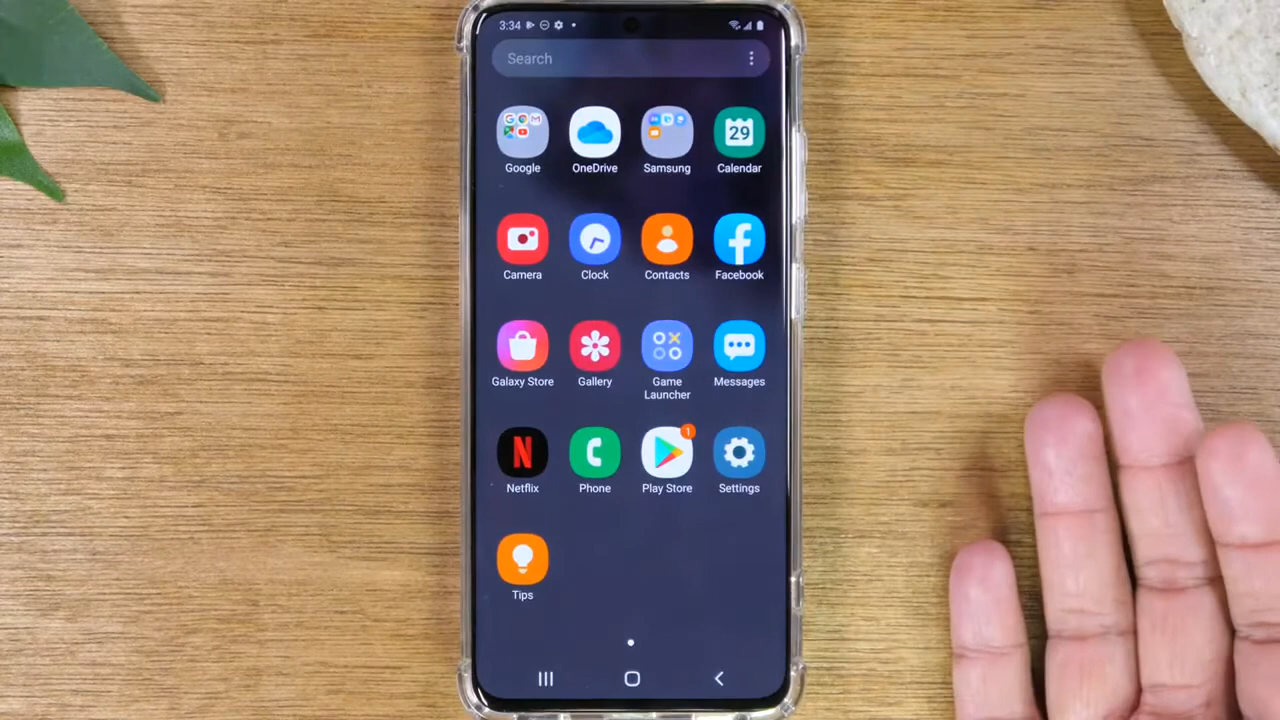 3:34
Search
Google
OneDrive
Samsung
29
Calendar
Camera
Clock
Contacts
Facebook
Galaxy Store
Gallery
Game
Launcher
Messages
N
Netflix
Phone
1
Play Store
Settings
Tips